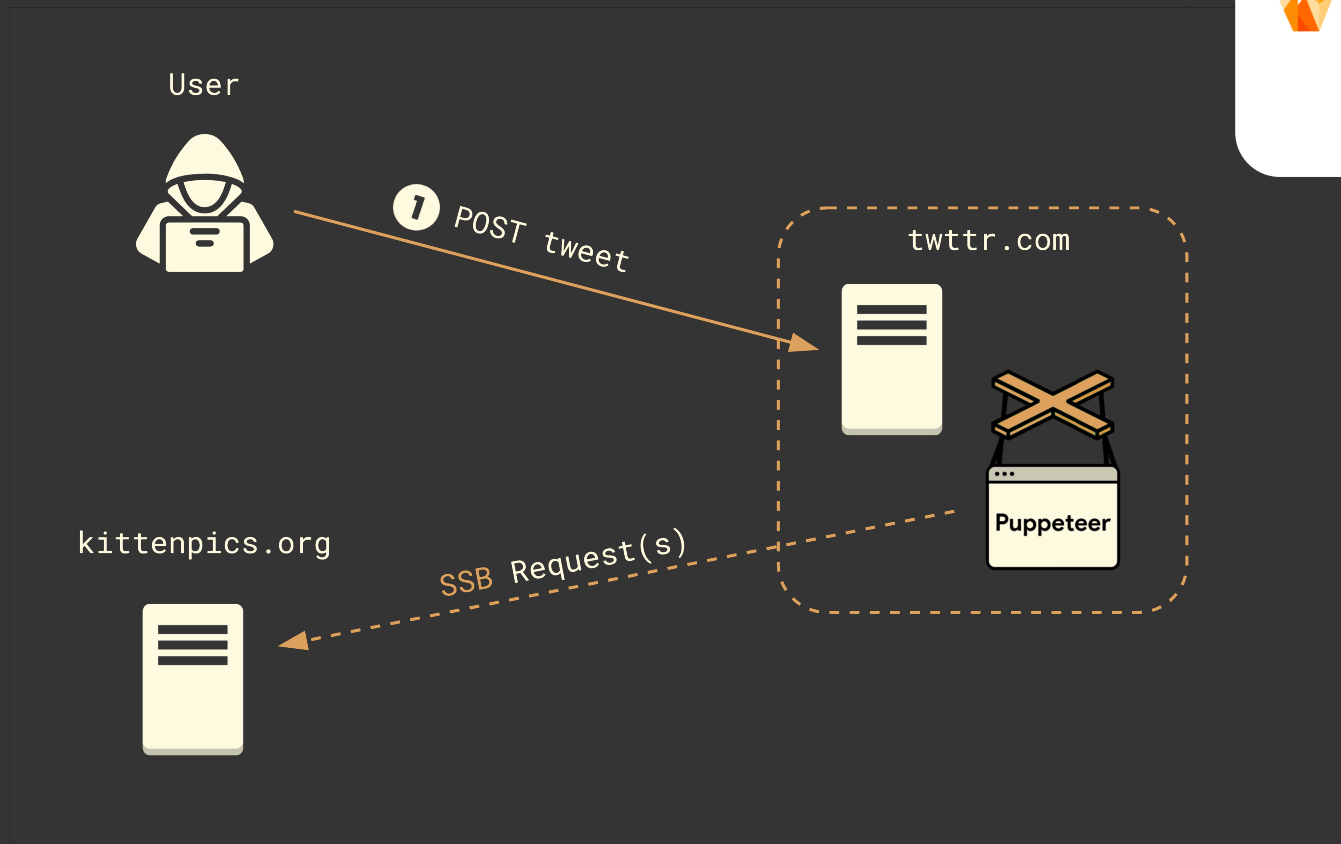 User
1 POST tweet
twttr.com
Puppeteer
kittenpics.org
SSB Request(s)